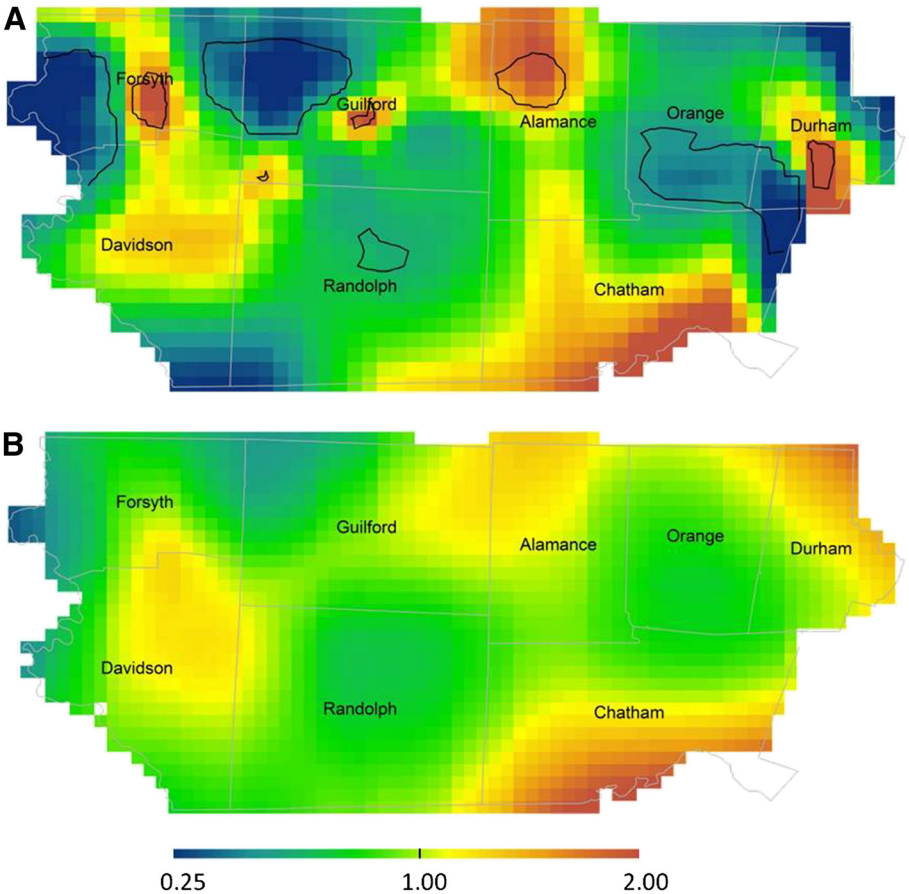 A
Forsyth
Guilford
Alamance
Orange
Durham
Davidson
Randolph
Chatham
B
Forsyth
Guilford
Alamance
Orange
Durham
Davidson
Randolph
Chatham
0.25 1.00 2.00